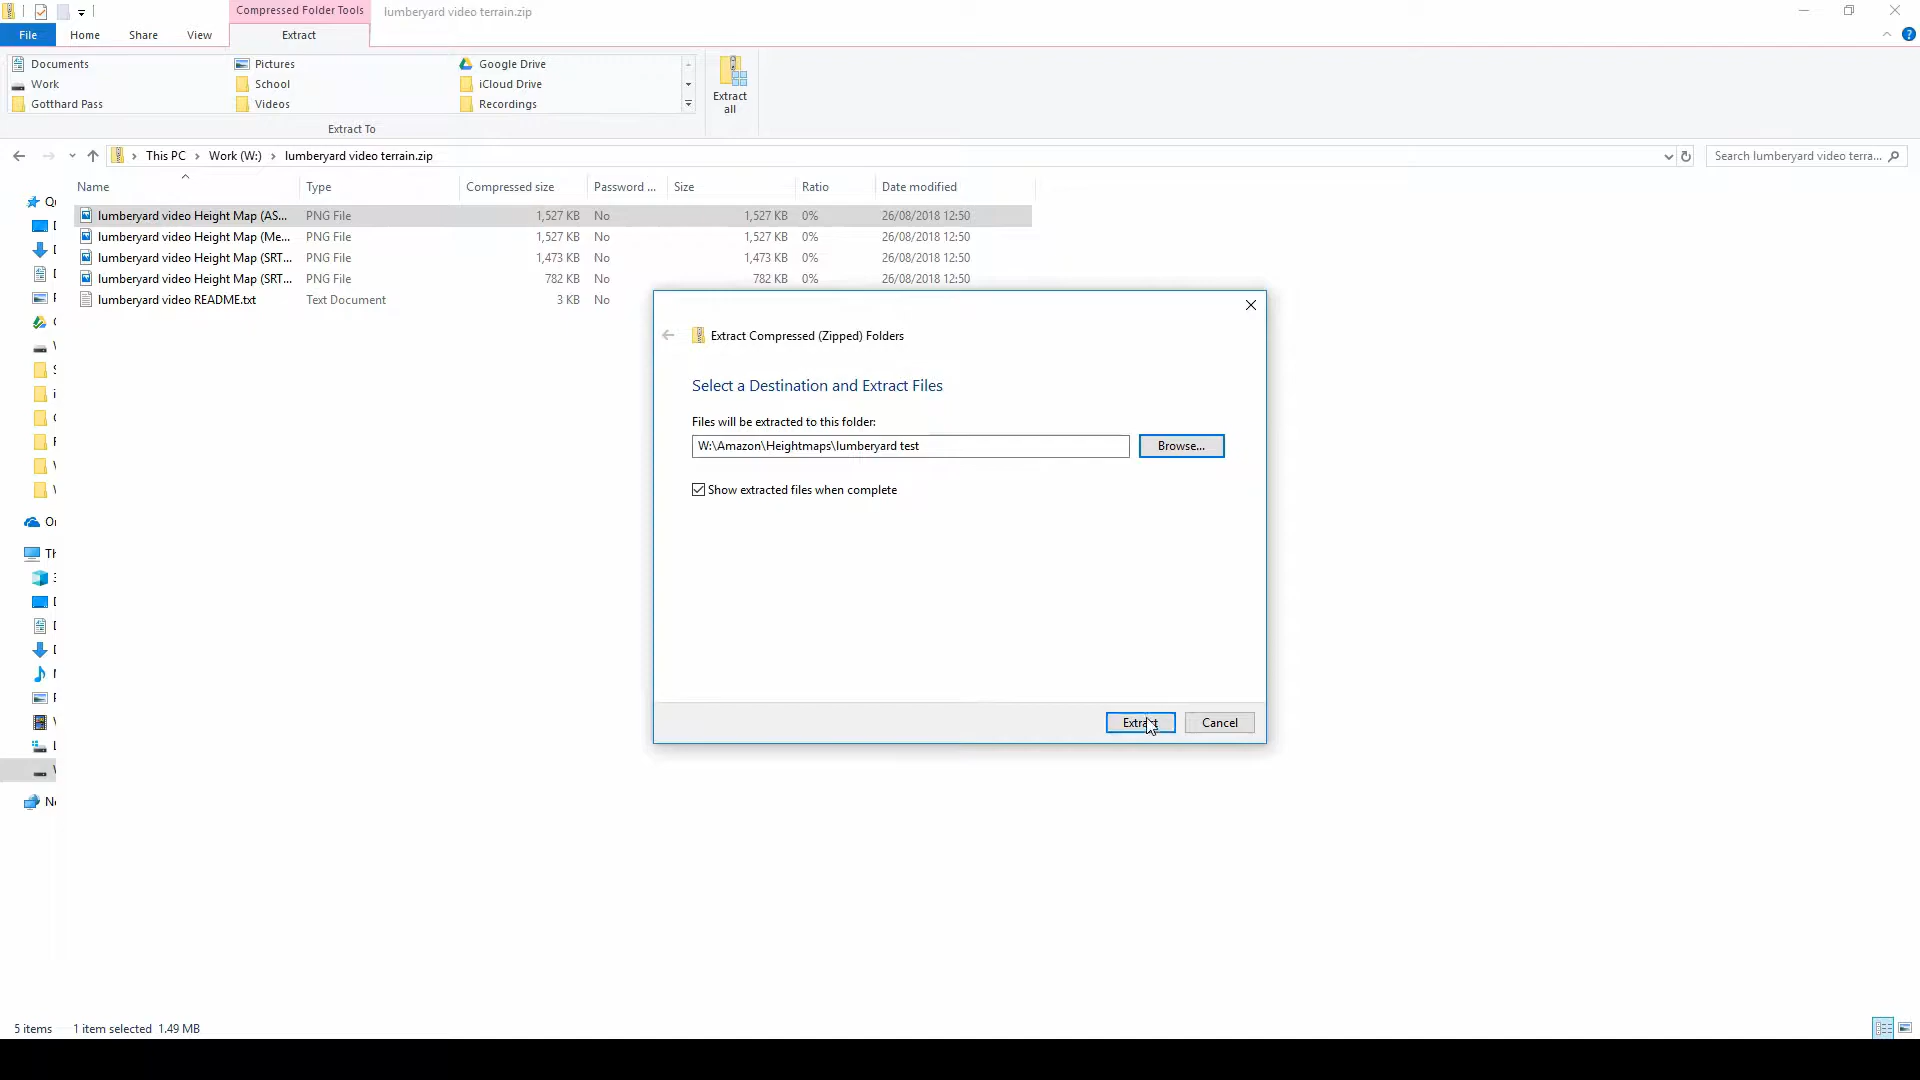 Compressed Folder Tools lumberyard video terrain.zip
File Home Share View Extract
Documents Pictures Google Drive
Work School iCloud Drive
Gotthard Pass Videos Recordings
Extract all
Extract To
This PC > Work (W:) > lumberyard video terrain.zip
Search lumberyard video terra...
Name Type Compressed size Password ... Size Ratio Date modified
lumberyard video Height Map (AS... PNG File 1,527 KB No 1,527 KB 0% 26/08/2018 12:50
lumberyard video Height Map (Me... PNG File 1,527 KB No 1,527 KB 0% 26/08/2018 12:50
lumberyard video Height Map (SRT... PNG File 1,473 KB No 1,473 KB 0% 26/08/2018 12:50
lumberyard video Height Map (SRT... PNG File 782 KB No 782 KB 0% 26/08/2018 12:50
lumberyard video README.txt Text Document 3 KB No
Extract Compressed (Zipped) Folders
Select a Destination and Extract Files
Files will be extracted to this folder:
W:\Amazon\Heightmaps\lumberyard test Browse...
Show extracted files when complete
Extract Cancel
5 items 1 item selected 1.49 MB